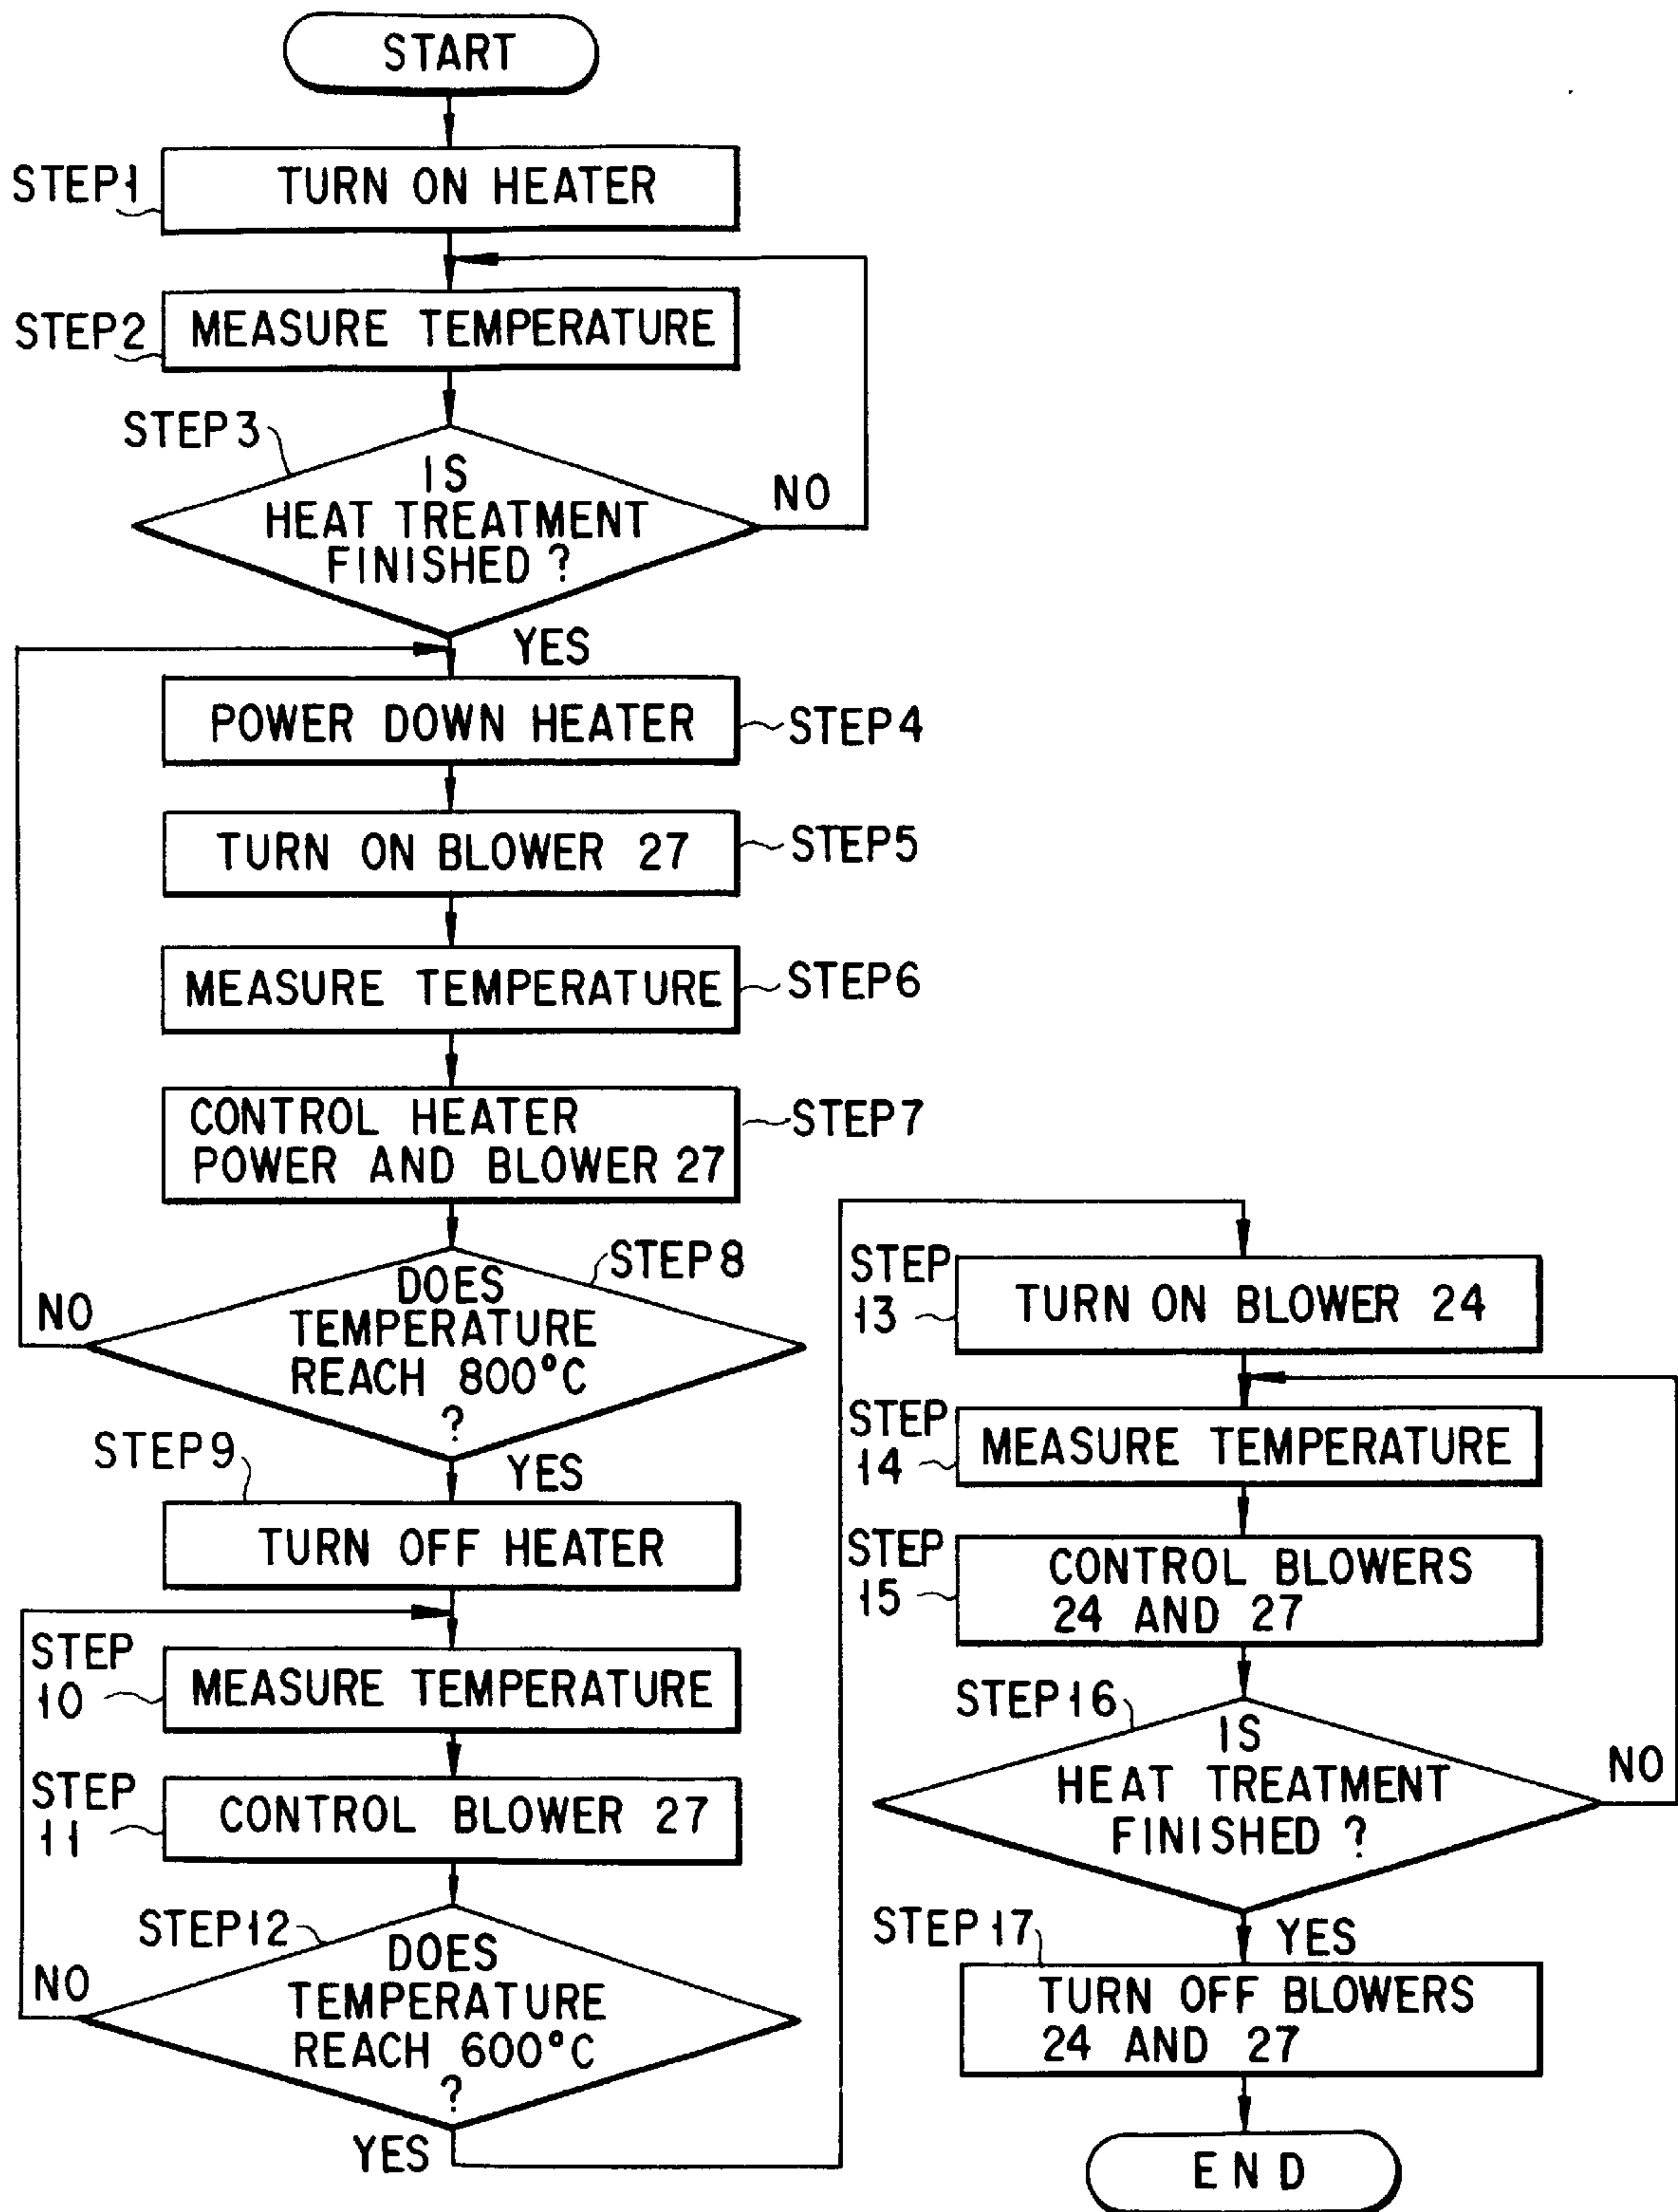 START
STEP1
TURN ON HEATER
STEP2
MEASURE TEMPERATURE
STEP3
IS
HEAT TREATMENT
FINISHED ?
NO
YES
POWER DOWN HEATER
STEP4
TURN ON BLOWER 27
STEP5
MEASURE TEMPERATURE
STEP6
CONTROL HEATER
POWER AND BLOWER 27
STEP7
STEP8
DOES
TEMPERATURE
REACH 800°C
?
NO
YES
STEP9
TURN OFF HEATER
STEP
10
MEASURE TEMPERATURE
STEP
11
CONTROL BLOWER 27
STEP12
DOES
TEMPERATURE
REACH 600°C
?
NO
YES
STEP
13
TURN ON BLOWER 24
STEP
14
MEASURE TEMPERATURE
STEP
15
CONTROL BLOWERS
24 AND 27
STEP16
IS
HEAT TREATMENT
FINISHED ?
NO
YES
STEP17
TURN OFF BLOWERS
24 AND 27
END